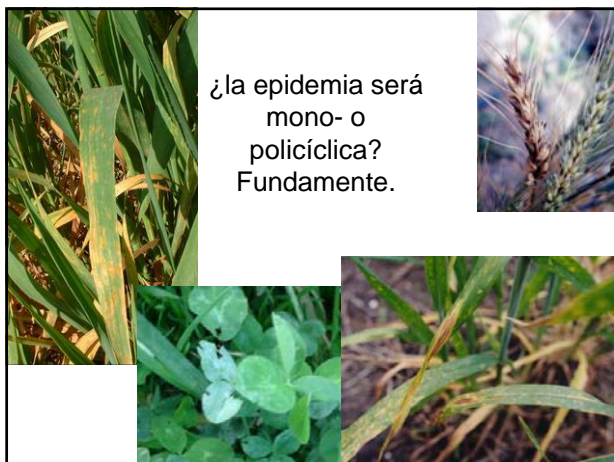 ¿la epidemia será
mono- o
policíclica?
Fundamente.